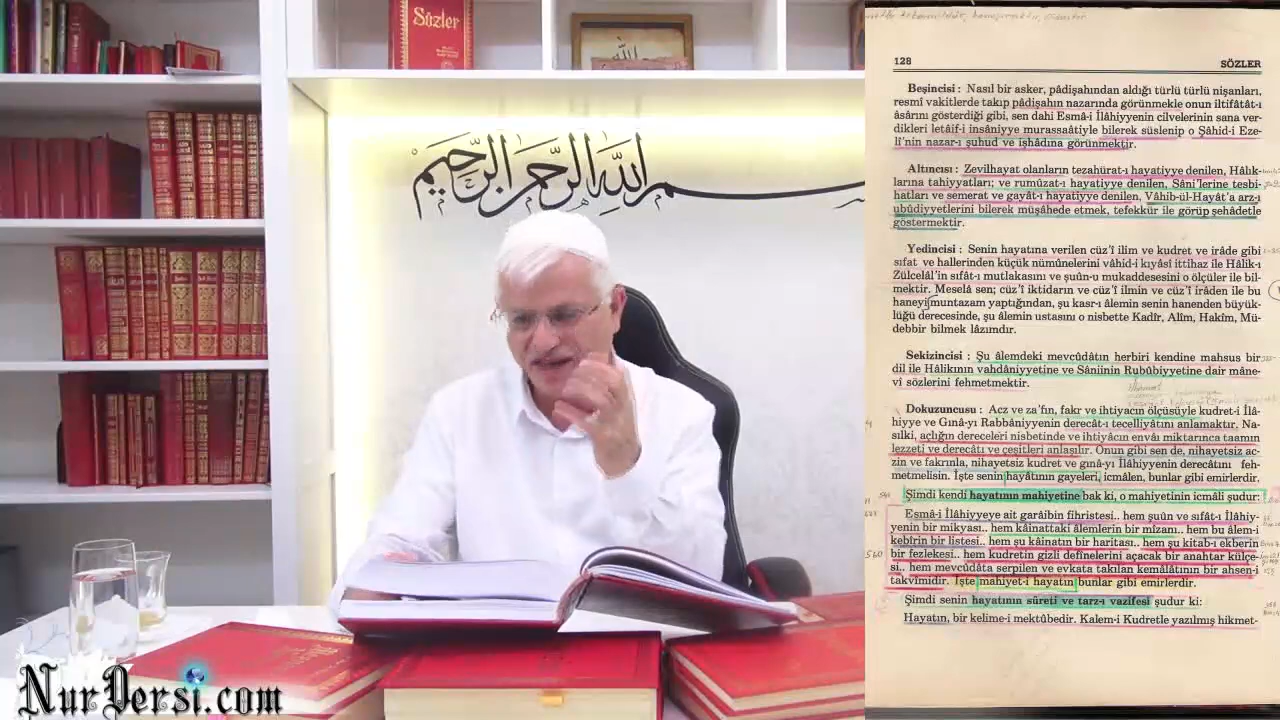 Sözler
بسم الله الرحمن الرحيم
NurDersi.com
128 SÖZLER
Beşincisi : Nasıl bir asker, pâdişahından aldığı türlü türlü nişanları,
resmî vakitlerde takıp pâdişahın nazarında görünmekle onun iltifâtât-ı
âsarını gösterdiği gibi, sen dahi Esmâ-i İlâhiyyenin cilvelerinin sana ver-
dikleri letâif-i insâniyye murassaâtiyle bilerek süslenip o Şâhid-i Eze-
lî'nin nazar-ı şuhud ve işhâdına görünmektir.
Altıncısı : Zevilhayat olanların tezahürat-ı hayatiyye denilen, Hâlık-
larına tahiyyatları; ve rumûzat-ı hayatiyye denilen, Sâni'lerine tesbi-
hatları ve semerat ve gayât-ı hayatiyye denilen, Vâhib-ül-Hayât'a arz-ı
ubûdiyyetlerini bilerek müşâhede etmek, tefekkür ile görüp şehâdetle
göstermektir.
Yedincisi : Senin hayatına verilen cüz'î ilim ve kudret ve irâde gibi
sıfat ve hallerinden küçük nümûnelerini vâhid-i kıyasî ittihaz ile Hâlik-ı
Zülcelâl'in sıfât-ı mutlakasını ve şuûn-u mukaddesesini o ölçüler ile bil-
mektir. Meselâ sen; cüz'î iktidarın ve cüz'î ilmin ve cüz'î irâden ile bu
haneyi muntazam yaptığından, şu kasr-ı âlemin senin hanenden büyük-
lüğü derecesinde, şu âlemin ustasını o nisbette Kadîr, Alîm, Hakîm, Mü-
debbir bilmek lâzımdır.
Sekizincisi : Şu âlemdeki mevcûdâtın herbiri kendine mahsus bir
dil ile Hâlikının vahdâniyyetine ve Sâniinin Rubûbiyyetine dair mâne-
vî sözlerini fehmetmektir.
Dokuzuncusu : Acz ve za'fın, fakr ve ihtiyacın ölçüsüyle kudret-i İlâ-
hiyye ve Gınâ-yı Rabbâniyyenin derecât-ı tecelliyâtını anlamaktır. Na-
sılki, açlığın dereceleri nisbetinde ve ihtiyâcın envâı miktarınca taamın
lezzeti ve derecâtı ve çeşitleri anlaşılır. Onun gibi sen de, nihayetsiz ac-
zin ve fakrınla, nihayetsiz kudret ve gınâ-yı İlâhiyyenin derecâtını feh-
metmelisin. İşte senin hayâtının gayeleri, icmâlen, bunlar gibi emirlerdir.
Şimdi kendi hayatının mahiyetine bak ki, o mahiyetinin icmâli şudur:
Esmâ-i İlâhiyyeye ait garâibin fihristesi.. hem şuûn ve sıfât-ı İlâhiy-
yenin bir mikyası.. hem kâinattaki âlemlerin bir mîzanı.. hem bu âlem-i
kebîrin bir listesi.. hem şu kâinatın bir haritası.. hem şu kitab-ı ekberin
bir fezlekesi.. hem kudretin gizli defînelerini açacak bir anahtar külçe-
si.. hem mevcûdâta serpilen ve evkata takılan kemâlâtının bir ahsen-i
takvîmidir. İşte mahiyet-i hayatın bunlar gibi emirlerdir.
Şimdi senin hayatının sûreti ve tarz-ı vazifesi şudur ki:
Hayatın, bir kelime-i mektûbedir. Kalem-i Kudretle yazılmış hikmet-